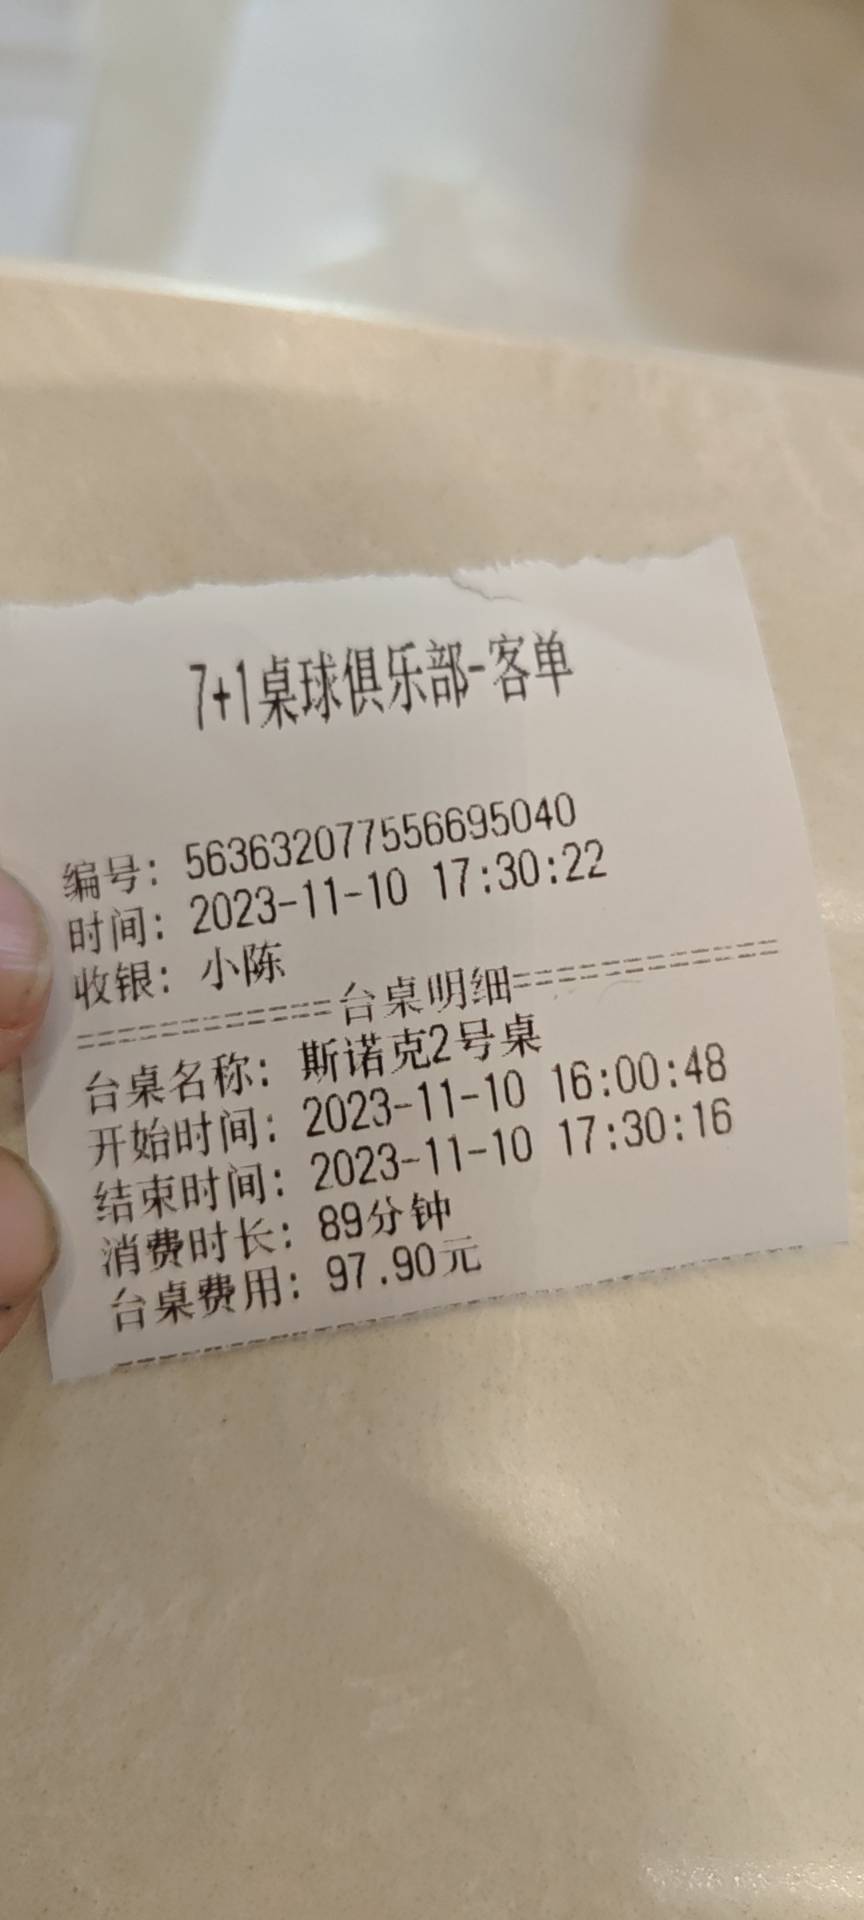 7+1桌球俱乐部-客单
编号: 563632077556695040
时间: 2023-11-10 17:30:22
收银: 小陈
============台桌明细============
台桌名称: 斯诺克2号桌
开始时间: 2023-11-10 16:00:48
结束时间: 2023-11-10 17:30:16
消费时长: 89分钟
台桌费用: 97.90元